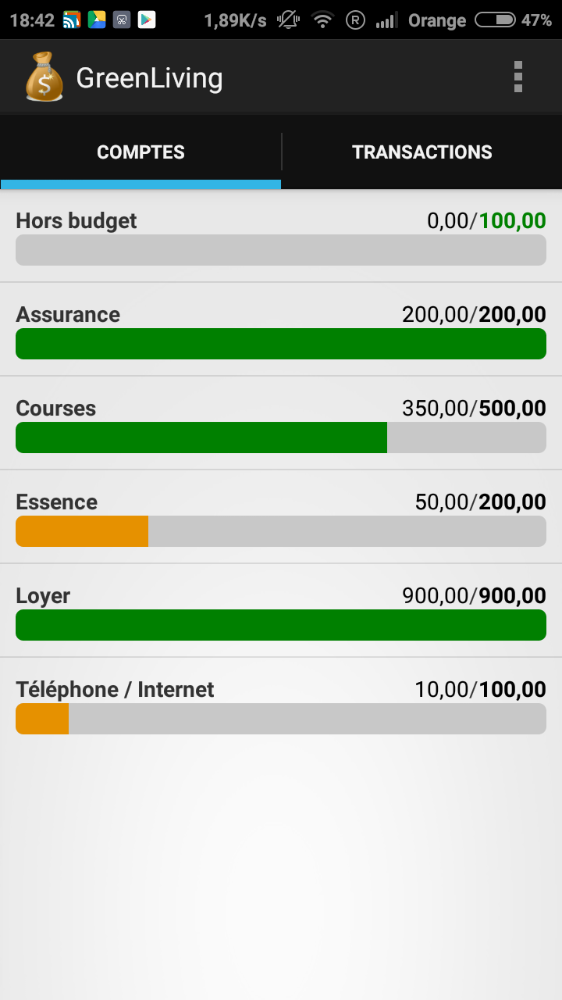 18:42 1,89K/s R Orange 47%
GreenLiving
COMPTES TRANSACTIONS
Hors budget 0,00/100,00
Assurance 200,00/200,00
Courses 350,00/500,00
Essence 50,00/200,00
Loyer 900,00/900,00
Téléphone / Internet 10,00/100,00